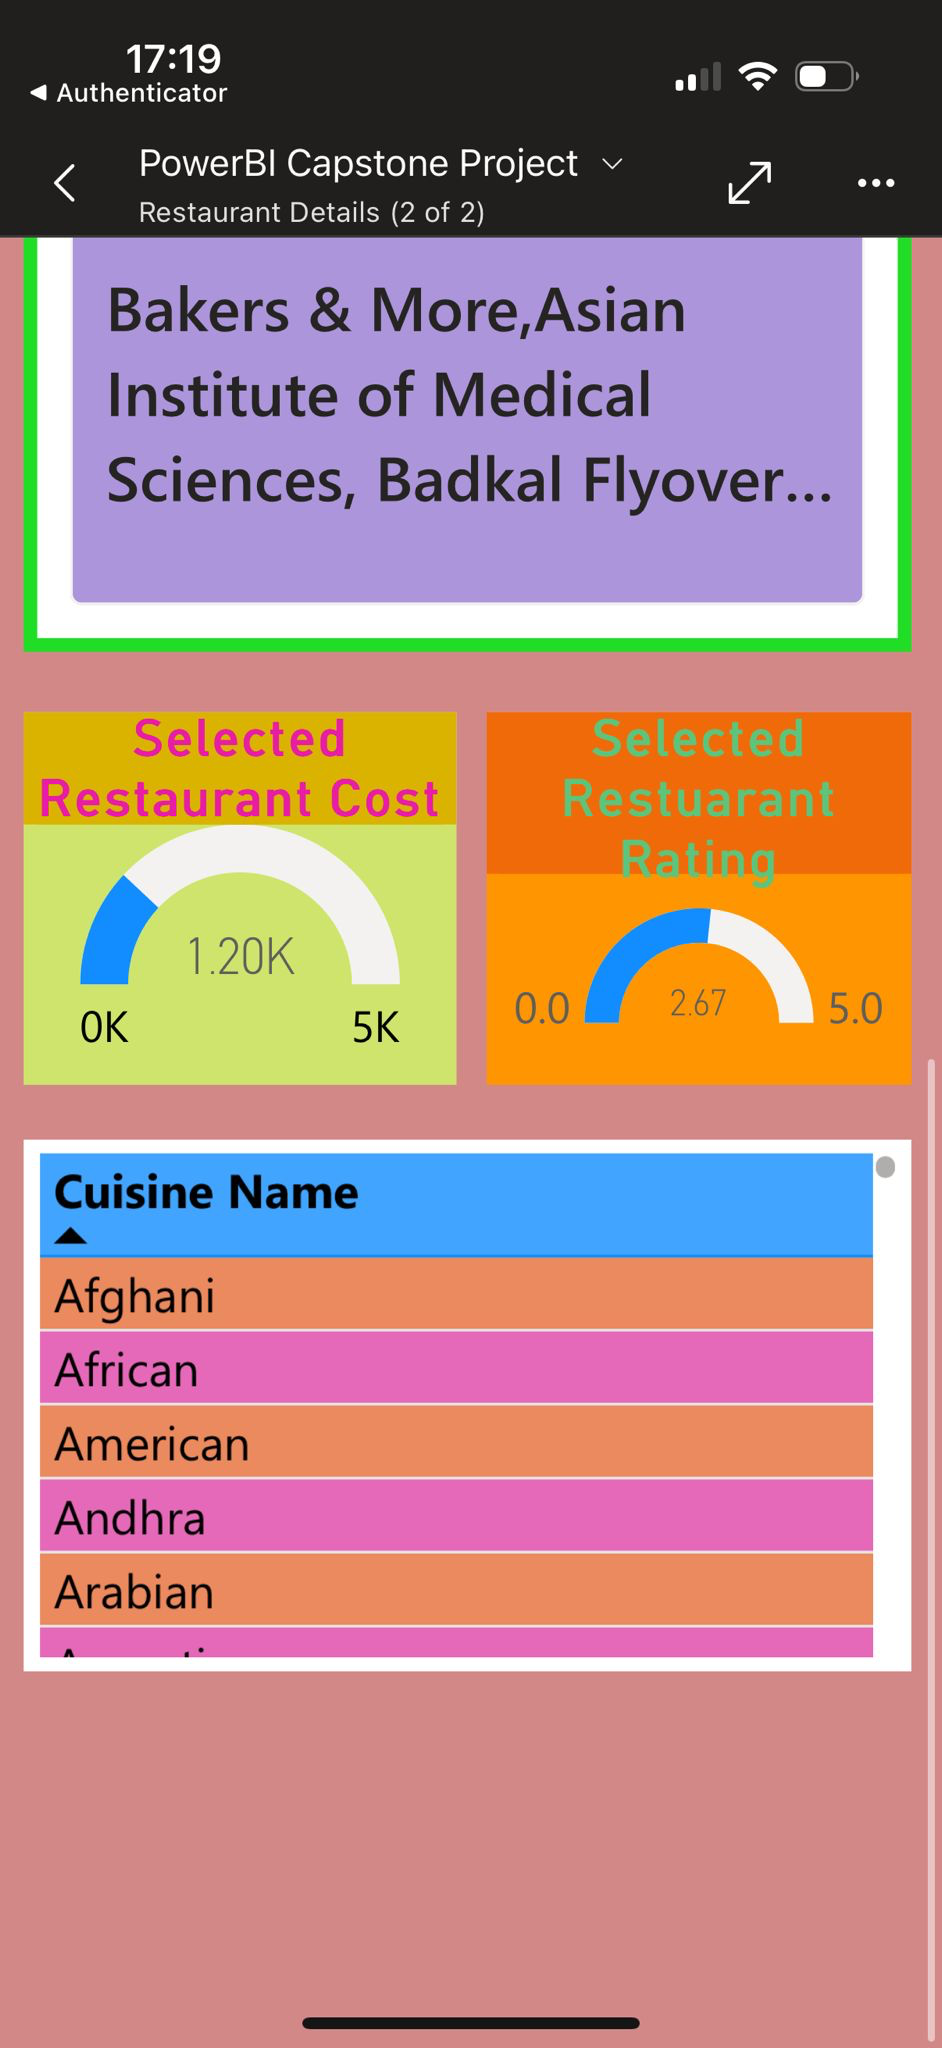 17:19
◀ Authenticator
PowerBI Capstone Project
Restaurant Details (2 of 2)
Bakers & More,Asian
Institute of Medical
Sciences, Badkal Flyover...
Selected
Restaurant Cost
1.20K
0K 5K
Selected
Restuarant
Rating
0.0 2.67 5.0
Cuisine Name
Afghani
African
American
Andhra
Arabian